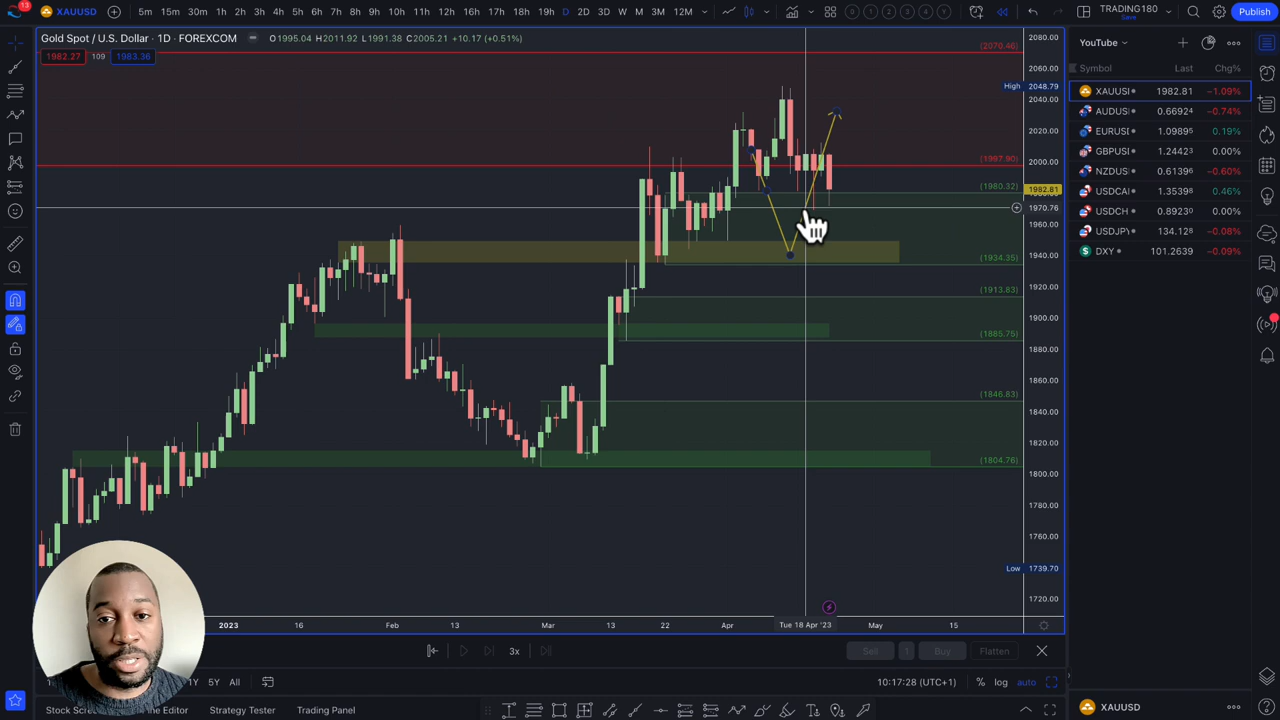 13
XAUUSD
5m 15m 30m 1h 2h 3h 4h 5h 6h 7h 8h 9h 10h 11h 12h 16h 17h 18h 19h D 2D 3D W M 3M 12M
TRADING180
Save
Publish
Gold Spot / U.S. Dollar · 1D · FOREXCOM
O1995.04 H2011.92 L1991.38 C2005.21 +10.17 (+0.51%)
1982.27 109 1983.36
YouTube
Symbol Last Chg%
XAUUSI 1982.81 −1.09%
AUDUSI 0.66924 −0.74%
EURUSI 1.09895 0.19%
GBPUSI 1.24423 0.00%
NZDUSI 0.61396 −0.60%
USDCAI 1.35398 0.46%
USDCH 0.89230 0.00%
USDJPY 134.128 −0.08%
DXY 101.2639 −0.09%
(2070.46)
(1997.90)
(1980.32)
(1934.35)
(1913.83)
(1885.75)
(1846.83)
(1804.76)
2080.00
2060.00
High 2048.79
2040.00
2020.00
2000.00
1982.81
1970.76
1960.00
1940.00
1920.00
1900.00
1880.00
1860.00
1840.00
1820.00
1800.00
1780.00
1760.00
Low 1739.70
1720.00
2023 16 Feb 13 Mar 13 22 Apr Tue 18 Apr '23 May 15
3x
Sell 1 Buy Flatten
1Y 5Y All
10:17:28 (UTC+1) % log auto
Stock Sc
ne Editor Strategy Tester Trading Panel
XAUUSD